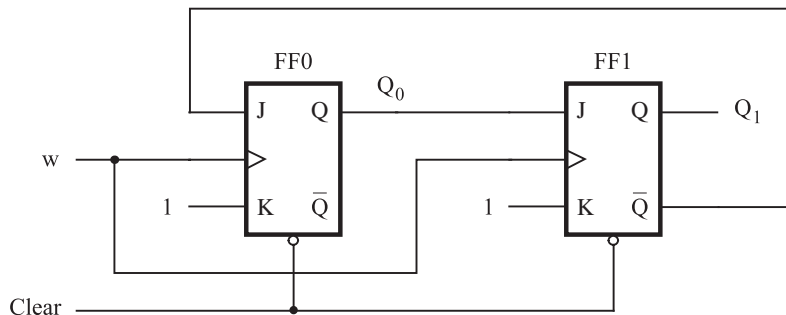 FF0 FF1
Q0
J Q J Q Q1
w
1 K Q̅ 1 K Q̅
Clear